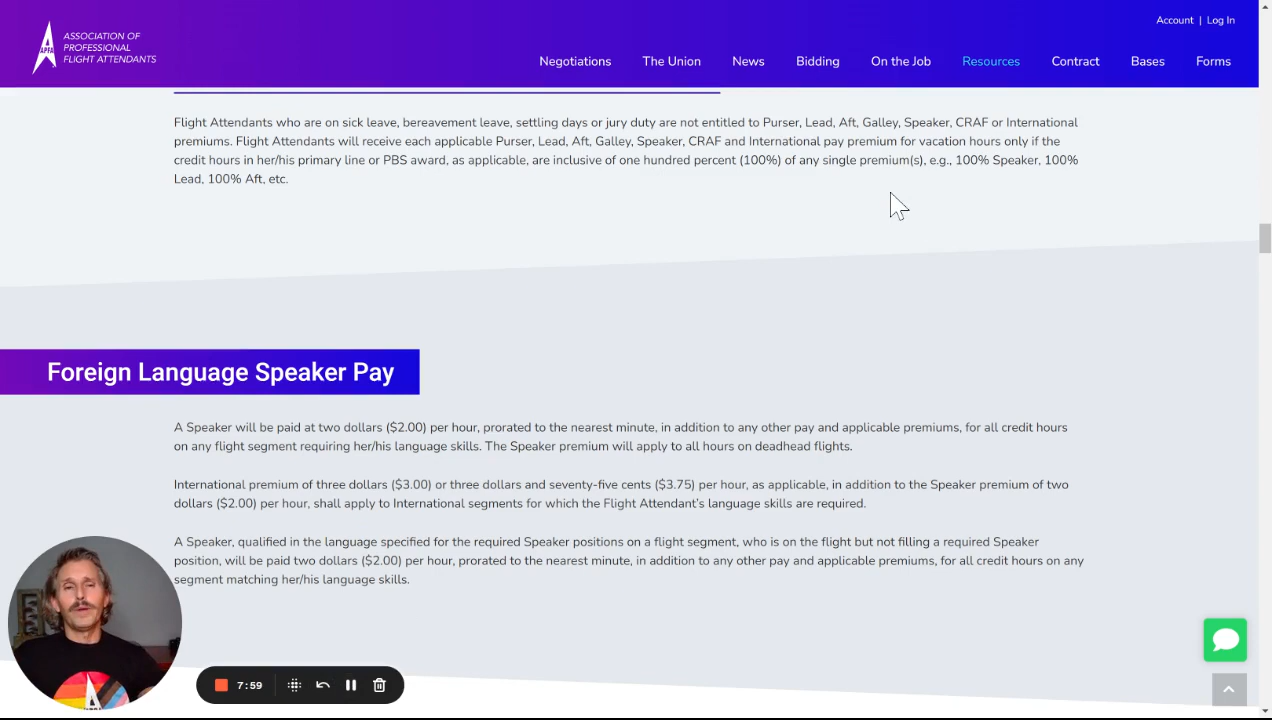 Account | Log In
APFA
ASSOCIATION OF
PROFESSIONAL
FLIGHT ATTENDANTS
Negotiations The Union News Bidding On the Job Resources Contract Bases Forms
Flight Attendants who are on sick leave, bereavement leave, settling days or jury duty are not entitled to Purser, Lead, Aft, Galley, Speaker, CRAF or International
premiums. Flight Attendants will receive each applicable Purser, Lead, Aft, Galley, Speaker, CRAF and International pay premium for vacation hours only if the
credit hours in her/his primary line or PBS award, as applicable, are inclusive of one hundred percent (100%) of any single premium(s), e.g., 100% Speaker, 100%
Lead, 100% Aft, etc.
Foreign Language Speaker Pay
A Speaker will be paid at two dollars ($2.00) per hour, prorated to the nearest minute, in addition to any other pay and applicable premiums, for all credit hours
on any flight segment requiring her/his language skills. The Speaker premium will apply to all hours on deadhead flights.
International premium of three dollars ($3.00) or three dollars and seventy-five cents ($3.75) per hour, as applicable, in addition to the Speaker premium of two
dollars ($2.00) per hour, shall apply to International segments for which the Flight Attendant's language skills are required.
A Speaker, qualified in the language specified for the required Speaker positions on a flight segment, who is on the flight but not filling a required Speaker
position, will be paid two dollars ($2.00) per hour, prorated to the nearest minute, in addition to any other pay and applicable premiums, for all credit hours on any
segment matching her/his language skills.
7:59